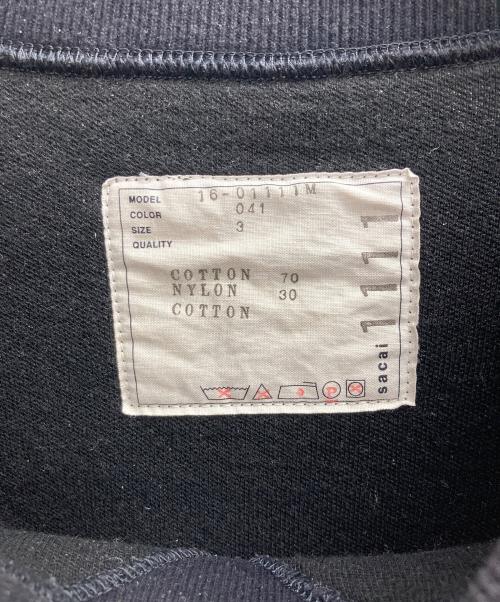 MODEL 16-01111M
COLOR 041
SIZE 3
QUALITY
COTTON 70
NYLON 30
COTTON
sacai 1111
P